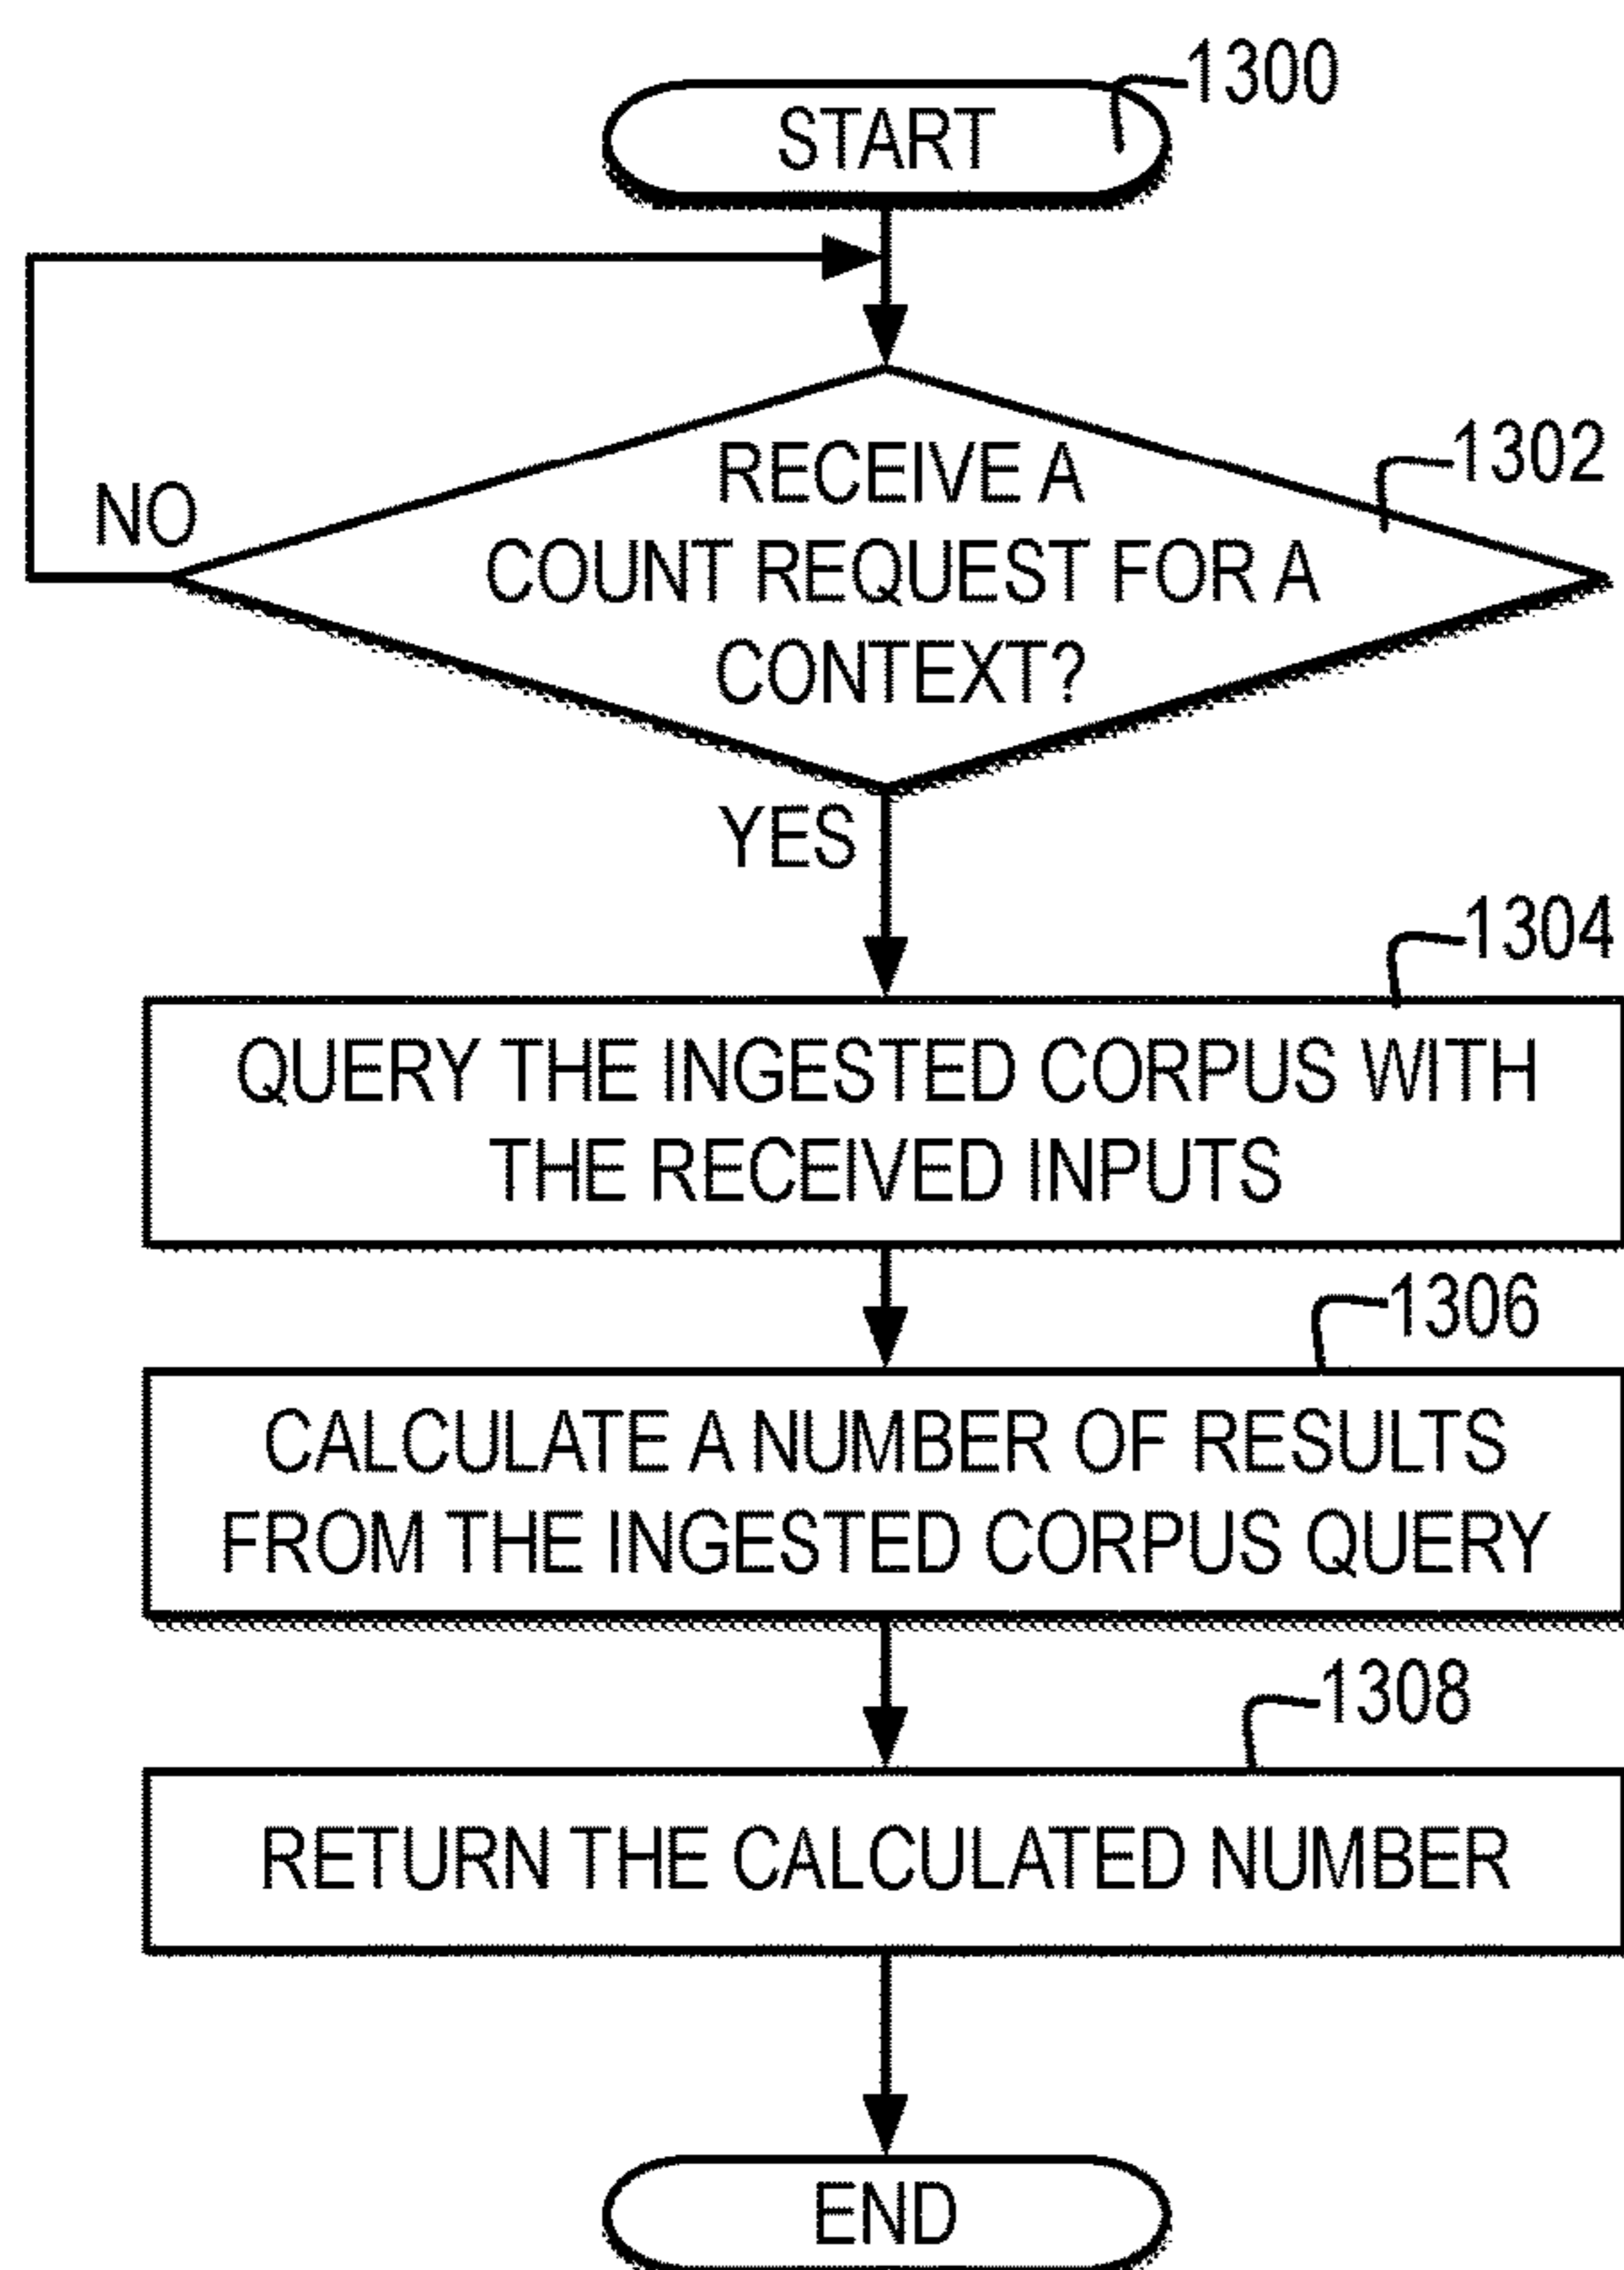 1300
START
RECEIVE A
1302
NO
COUNT REQUEST FOR A
CONTEXT?
YES
1304
QUERY THE INGESTED CORPUS WITH
THE RECEIVED INPUTS
1306
CALCULATE A NUMBER OF RESULTS
FROM THE INGESTED CORPUS QUERY
1308
RETURN THE CALCULATED NUMBER
END